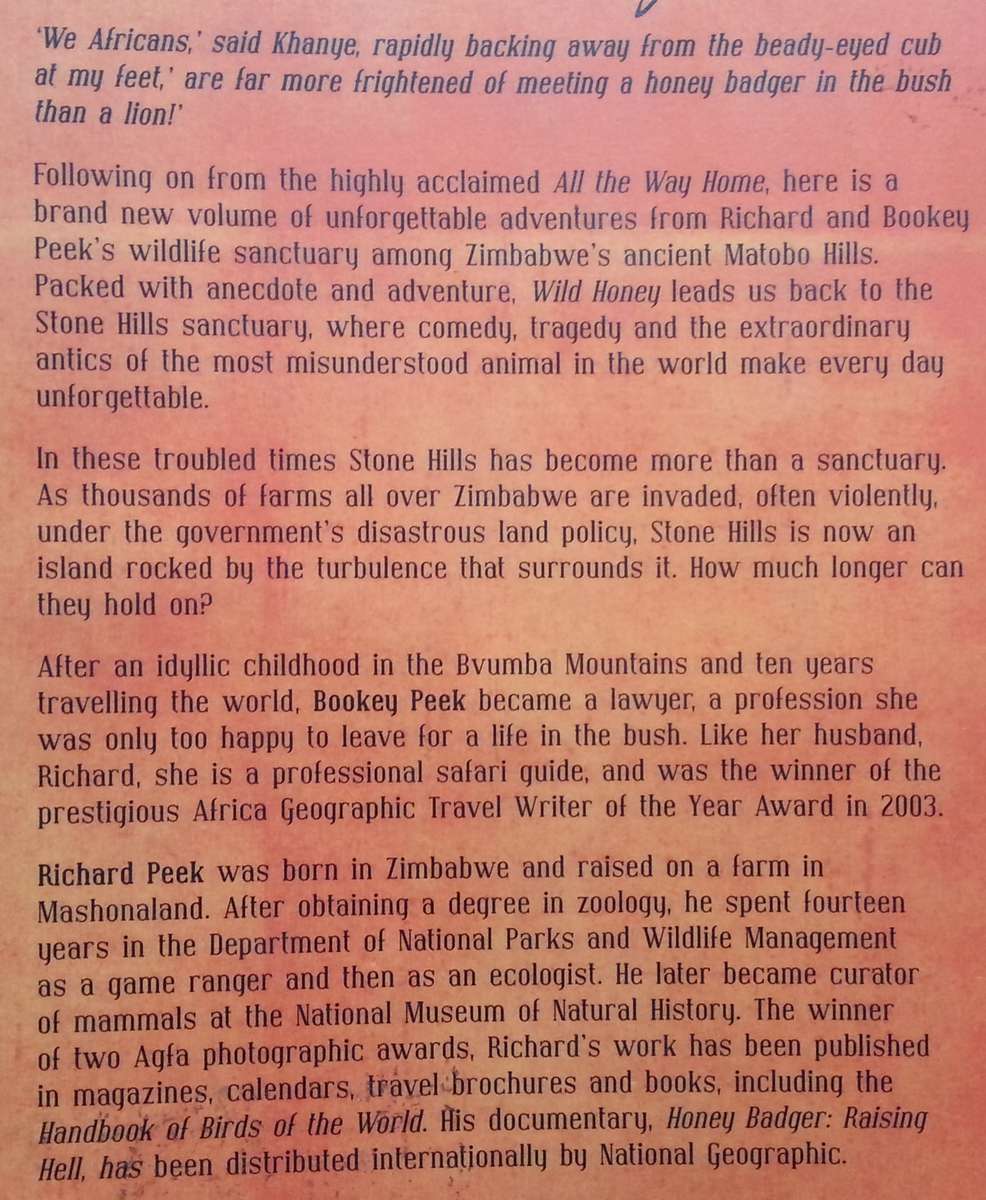 ‘We Africans,’ said Khanye, rapidly backing away from the beady-eyed cub
at my feet,’ are far more frightened of meeting a honey badger in the bush
than a lion!’
Following on from the highly acclaimed All the Way Home, here is a
brand new volume of unforgettable adventures from Richard and Bookey
Peek’s wildlife sanctuary among Zimbabwe’s ancient Matobo Hills.
Packed with anecdote and adventure, Wild Honey leads us back to the
Stone Hills sanctuary, where comedy, tragedy and the extraordinary
antics of the most misunderstood animal in the world make every day
unforgettable.
In these troubled times Stone Hills has become more than a sanctuary.
As thousands of farms all over Zimbabwe are invaded, often violently,
under the government’s disastrous land policy, Stone Hills is now an
island rocked by the turbulence that surrounds it. How much longer can
they hold on?
After an idyllic childhood in the Bvumba Mountains and ten years
travelling the world, Bookey Peek became a lawyer, a profession she
was only too happy to leave for a life in the bush. Like her husband,
Richard, she is a professional safari guide, and was the winner of the
prestigious Africa Geographic Travel Writer of the Year Award in 2003.
Richard Peek was born in Zimbabwe and raised on a farm in
Mashonaland. After obtaining a degree in zoology, he spent fourteen
years in the Department of National Parks and Wildlife Management
as a game ranger and then as an ecologist. He later became curator
of mammals at the National Museum of Natural History. The winner
of two Agfa photographic awards, Richard’s work has been published
in magazines, calendars, travel brochures and books, including the
Handbook of Birds of the World. His documentary, Honey Badger: Raising
Hell, has been distributed internationally by National Geographic.